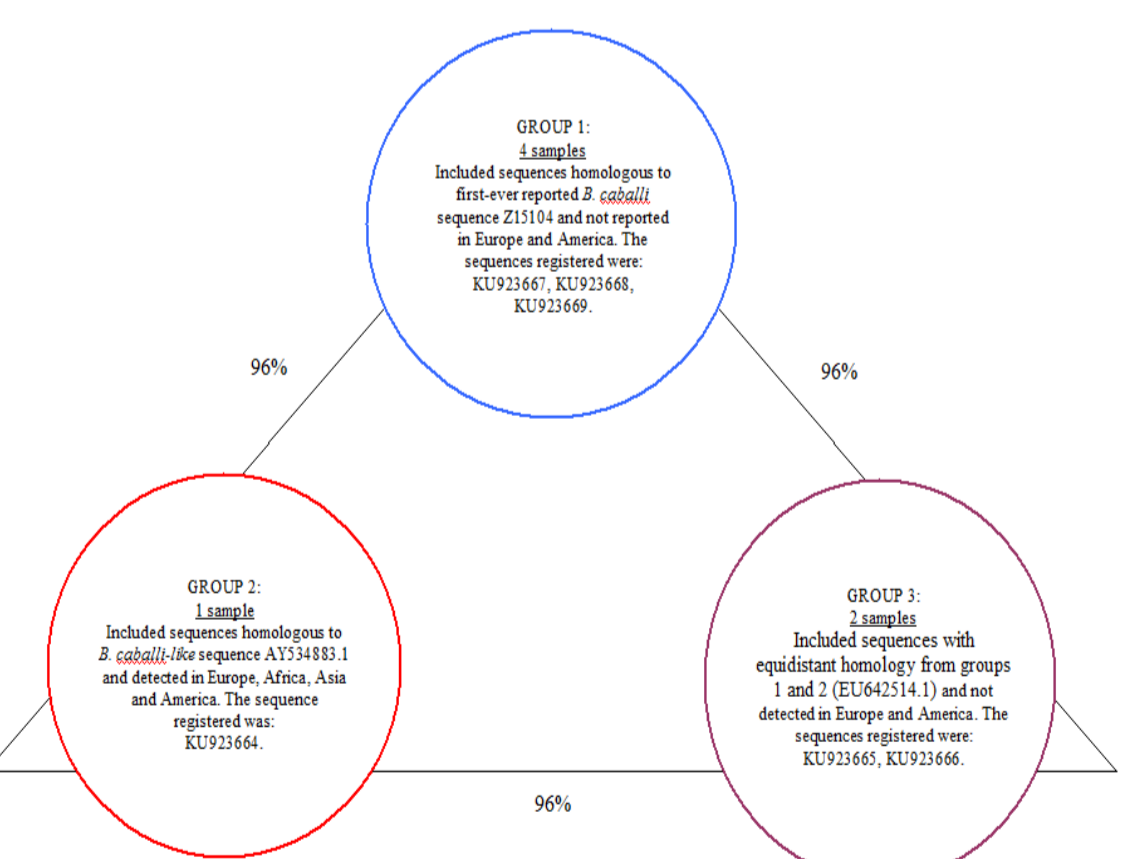 GROUP 1:
4 samples
Included sequences homologous to
first-ever reported B. caballi
sequence Z15104 and not reported
in Europe and America. The
sequences registered were:
KU923667, KU923668,
KU923669.
96%
96%
GROUP 2:
1 sample
Included sequences homologous to
B. caballi-like sequence AY534883.1
and detected in Europe, Africa, Asia
and America. The sequence
registered was:
KU923664.
GROUP 3:
2 samples
Included sequences with
equidistant homology from groups
1 and 2 (EU642514.1) and not
detected in Europe and America. The
sequences registered were:
KU923665, KU923666.
96%